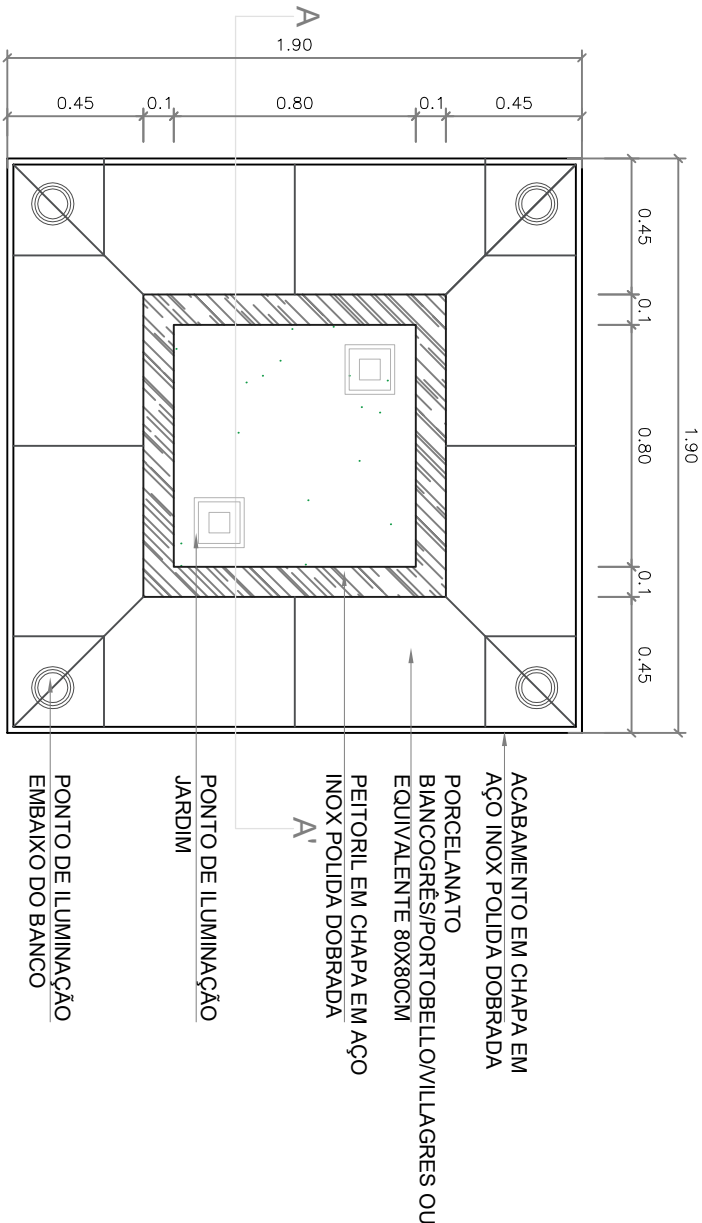 A
1.90
0.45
0.1
0.80
0.1
0.45
1.90
0.45
0.1
0.80
0.1
0.45
A'
ACABAMENTO EM CHAPA EM
AÇO INOX POLIDA DOBRADA
PORCELANATO
BIANCOGRÊS/PORTOBELLO/VILLAGRES OU
EQUIVALENTE 80X80CM
PEITORIL EM CHAPA EM AÇO
INOX POLIDA DOBRADA
PONTO DE ILUMINAÇÃO
JARDIM
PONTO DE ILUMINAÇÃO
EMBAIXO DO BANCO